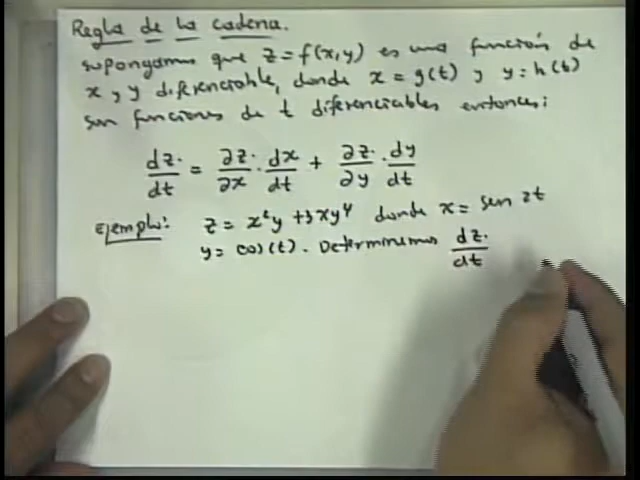 Regla de la cadena.
supongamos que z = f(x,y) es una función de
x, y diferenciable, donde x = g(t) y y = h(t)
son funciones de t diferenciables entonces:
dz/dt = ∂z/∂x · dx/dt + ∂z/∂y · dy/dt
Ejemplo: z = x²y + 3xy⁴ donde x = sen 2t
y = cos(t). Determinemos dz/dt